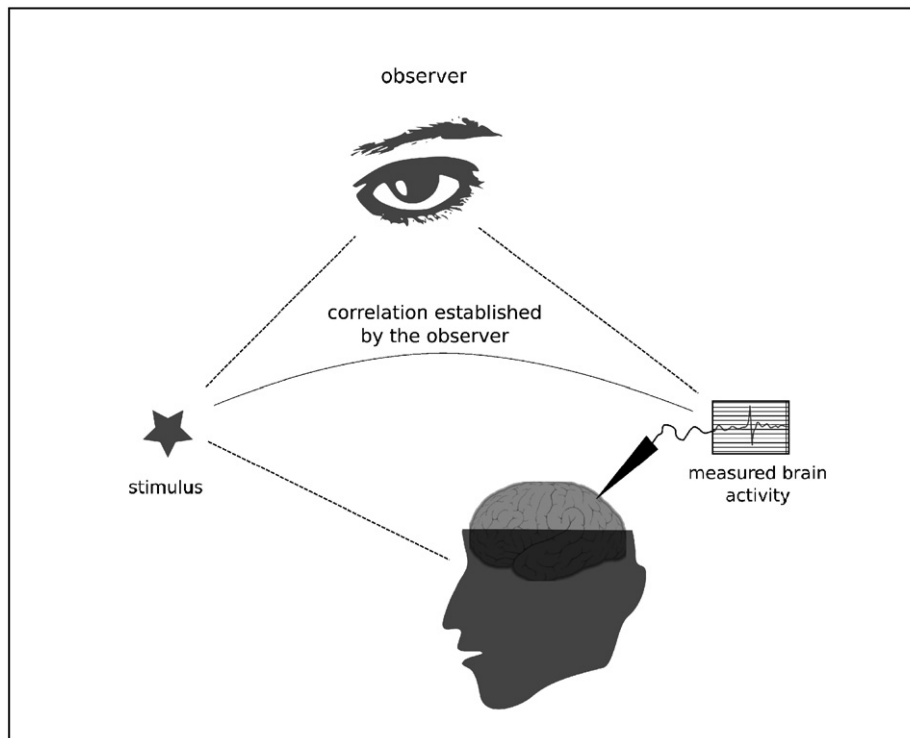 observer
correlation established
by the observer
stimulus
measured brain
activity